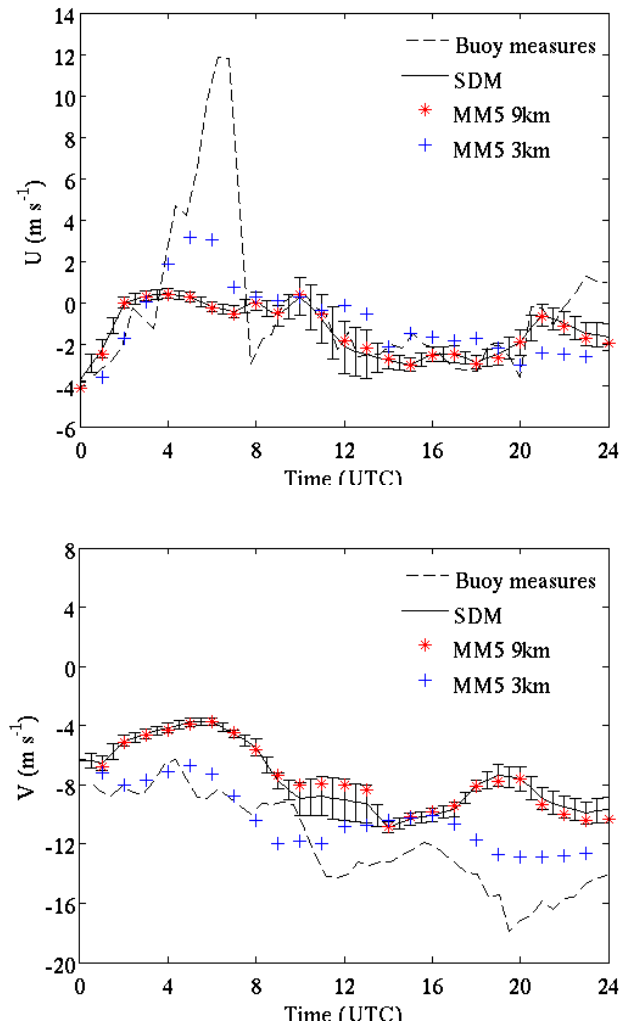 14
12
10
8
6
4
2
0
-2
-4
-6
U (m s-1)
Buoy measures
SDM
MM5 9km
MM5 3km
0 4 8 12 16 20 24
Time (UTC)
8
4
0
-4
-8
-12
-16
-20
V (m s-1)
Buoy measures
SDM
MM5 9km
MM5 3km
0 4 8 12 16 20 24
Time (UTC)